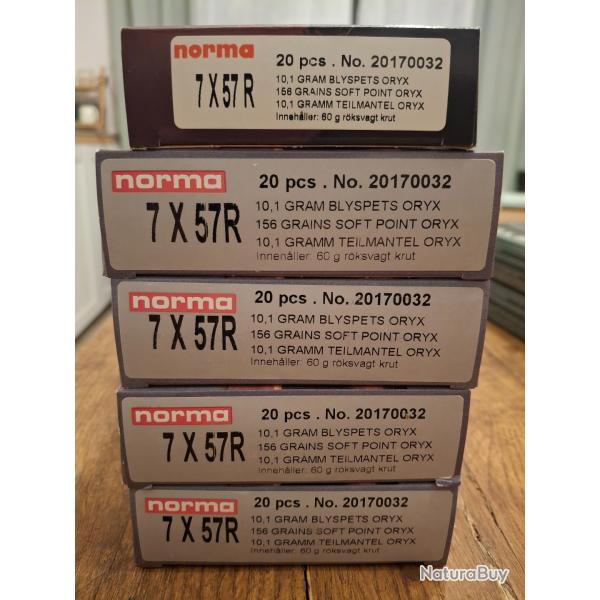 norma
20 pcs . No. 20170032
7 X 57 R
10,1 GRAM BLYSPETS ORYX
156 GRAINS SOFT POINT ORYX
10,1 GRAMM TEILMANTEL ORYX
Innehåller: 60 g röksvagt krut
norma
20 pcs . No. 20170032
7 X 57R
10,1 GRAM BLYSPETS ORYX
156 GRAINS SOFT POINT ORYX
10,1 GRAMM TEILMANTEL ORYX
Innehåller: 60 g röksvagt krut
norma
20 pcs . No. 20170032
7 X 57R
10,1 GRAM BLYSPETS ORYX
156 GRAINS SOFT POINT ORYX
10,1 GRAMM TEILMANTEL ORYX
Innehåller: 60 g röksvagt krut
norma
20 pcs . No. 20170032
7 X 57R
10,1 GRAM BLYSPETS ORYX
156 GRAINS SOFT POINT ORYX
10,1 GRAMM TEILMANTEL ORYX
Innehåller: 60 g röksvagt krut
norma
20 pcs . No. 20170032
7 X 57R
10,1 GRAM BLYSPETS ORYX
156 GRAINS SOFT POINT ORYX
10,1 GRAMM TEILMANTEL ORYX
Innehåller: 60 g röksvagt krut
NaturaBuy